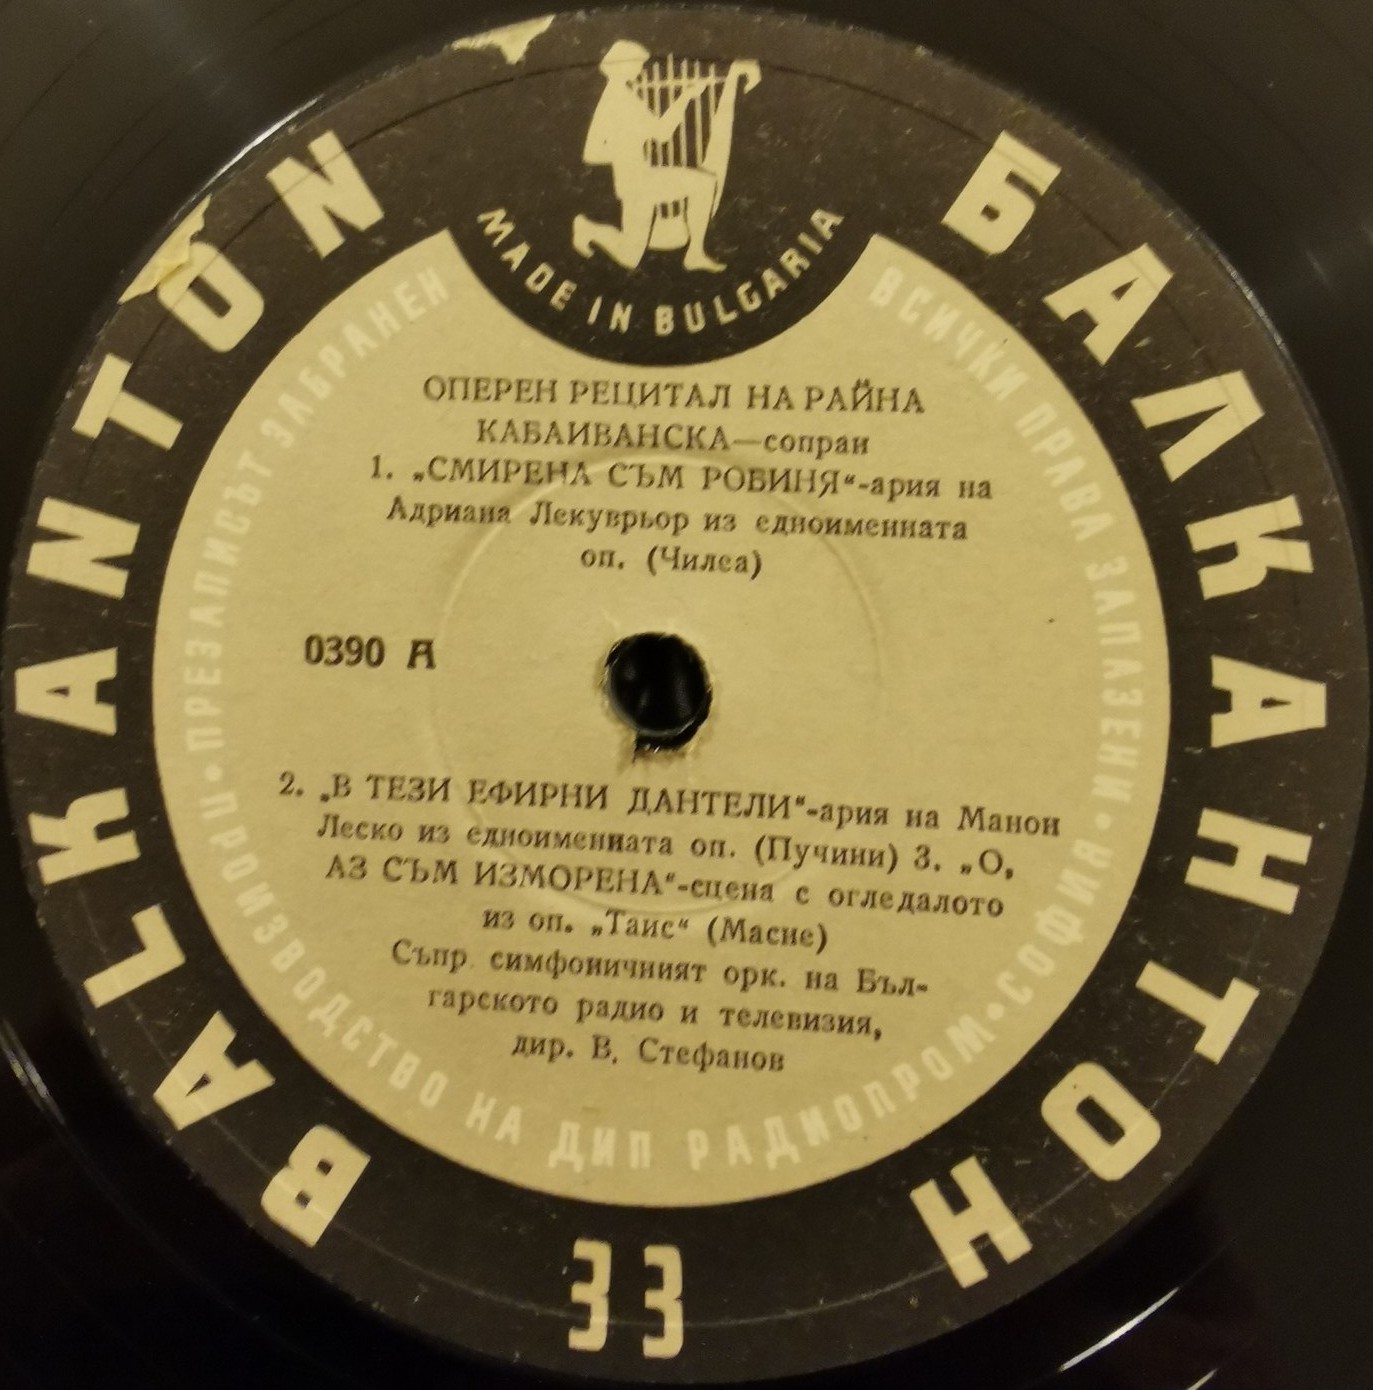 BALKANTON
БАЛКАНТОН
MADE IN BULGARIA
ВСИЧКИ ПРАВА ЗАПАЗЕНИ • СОФИЯ • ПРОИЗВОДСТВО НА ДИП РАДИОПРОМ • ПРЕЗАПИСЪТ ЗАБРАНЕН
ОПЕРЕН РЕЦИТАЛ НА РАЙНА
КАБАИВАНСКА—сопран
1. „СМИРЕНА СЪМ РОБИНЯ“-ария на
Адриана Лекуврьор из едноименната
оп. (Чилеа)
0390 А
2. „В ТЕЗИ ЕФИРНИ ДАНТЕЛИ“-ария на Манон
Леско из едноименната оп. (Пучини) 3. „О,
АЗ СЪМ ИЗМОРЕНА“-сцена с огледалото
из оп. „Таис“ (Масне)
Съпр. симфоничният орк. на Бъл-
гарското радио и телевизия,
дир. В. Стефанов
33